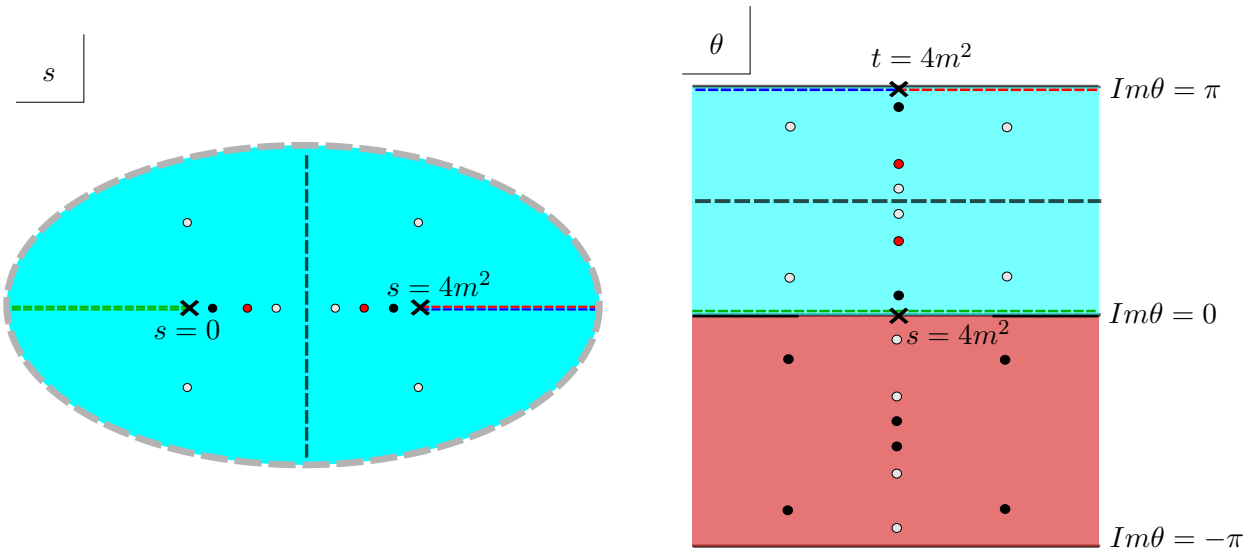 s
s = 4m²
s = 0
θ
t = 4m²
Imθ = π
Imθ = 0
s = 4m²
Imθ = −π